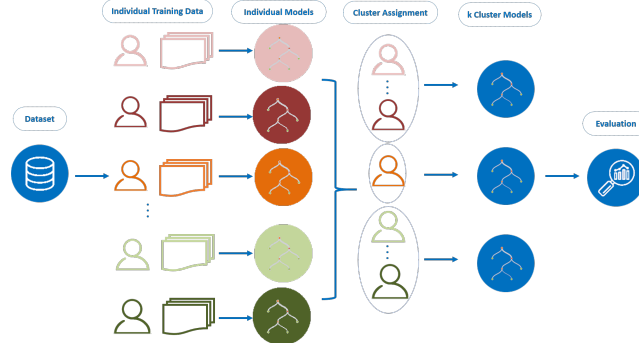 Individual Training Data
Individual Models
Cluster Assignment
k Cluster Models
Dataset
Evaluation